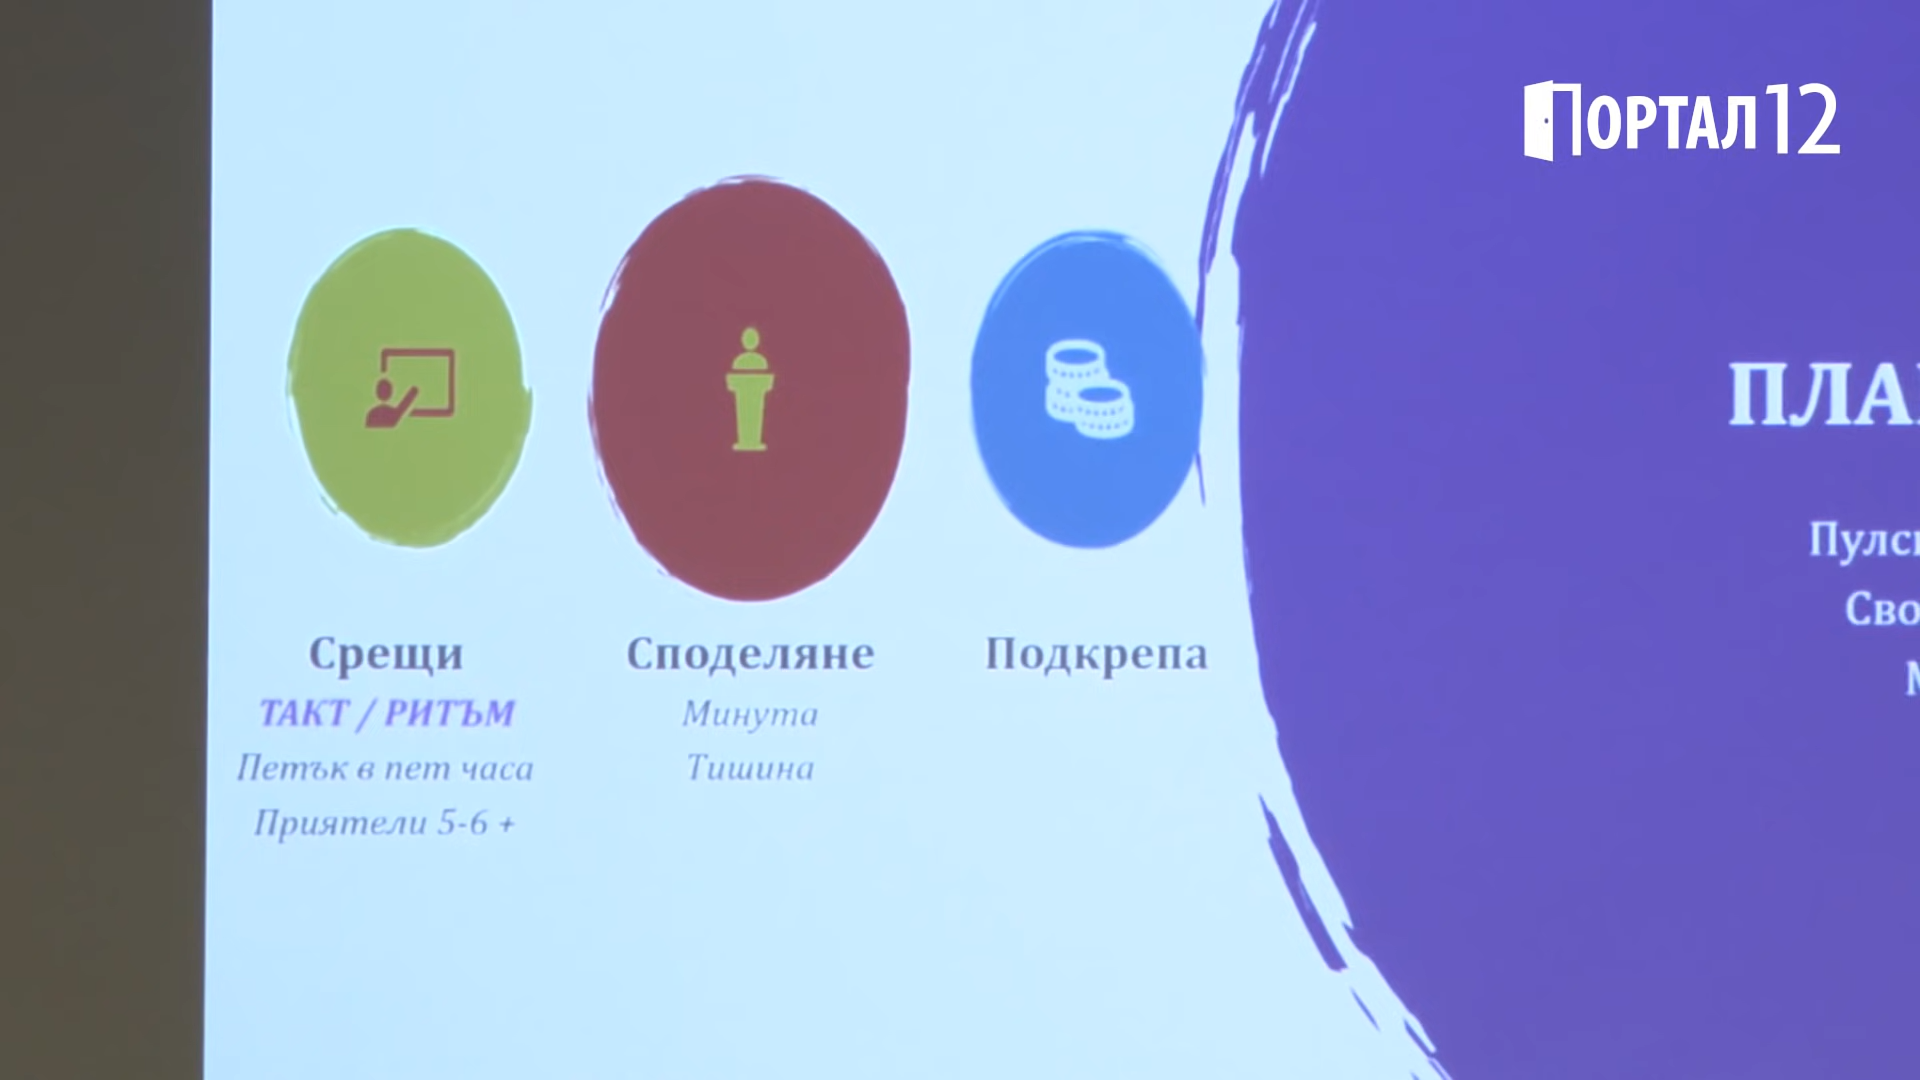 ПОРТАЛ12
Срещи
ТАКТ / РИТЪМ
Петък в пет часа
Приятели 5-6 +
Споделяне
Минута
Тишина
Подкрепа